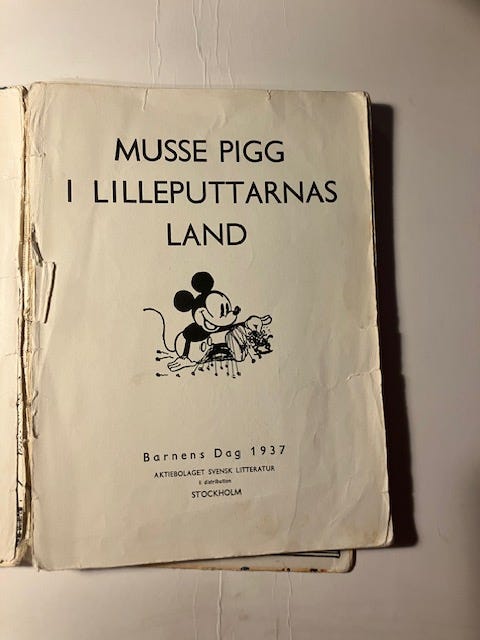 MUSSE PIGG
I LILLEPUTTARNAS
LAND
Barnens Dag 1937
AKTIEBOLAGET SVENSK LITTERATUR
i distribution
STOCKHOLM